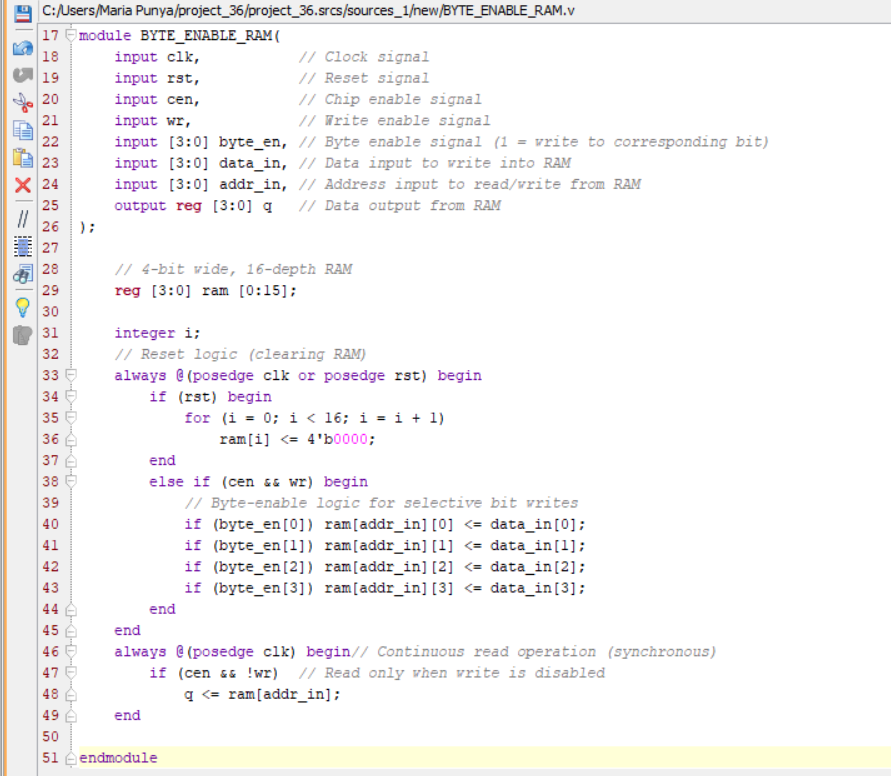 C:/Users/Maria Punya/project_36/project_36.srcs/sources_1/new/BYTE_ENABLE_RAM.v
17 module BYTE_ENABLE_RAM(
18     input clk,           // Clock signal
19     input rst,           // Reset signal
20     input cen,           // Chip enable signal
21     input wr,            // Write enable signal
22     input [3:0] byte_en, // Byte enable signal (1 = write to corresponding bit)
23     input [3:0] data_in, // Data input to write into RAM
24     input [3:0] addr_in, // Address input to read/write from RAM
25     output reg [3:0] q   // Data output from RAM
26 );
27
28     // 4-bit wide, 16-depth RAM
29     reg [3:0] ram [0:15];
30
31     integer i;
32     // Reset logic (clearing RAM)
33     always @(posedge clk or posedge rst) begin
34         if (rst) begin
35             for (i = 0; i < 16; i = i + 1)
36                 ram[i] <= 4'b0000;
37         end
38         else if (cen && wr) begin
39             // Byte-enable logic for selective bit writes
40             if (byte_en[0]) ram[addr_in][0] <= data_in[0];
41             if (byte_en[1]) ram[addr_in][1] <= data_in[1];
42             if (byte_en[2]) ram[addr_in][2] <= data_in[2];
43             if (byte_en[3]) ram[addr_in][3] <= data_in[3];
44         end
45     end
46     always @(posedge clk) begin// Continuous read operation (synchronous)
47         if (cen && !wr)  // Read only when write is disabled
48             q <= ram[addr_in];
49     end
50
51 endmodule